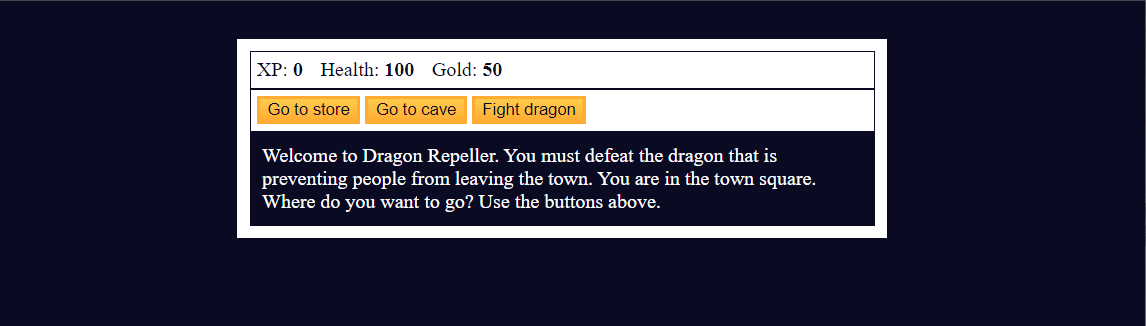 XP: 0 Health: 100 Gold: 50
Go to store Go to cave Fight dragon
Welcome to Dragon Repeller. You must defeat the dragon that is
preventing people from leaving the town. You are in the town square.
Where do you want to go? Use the buttons above.